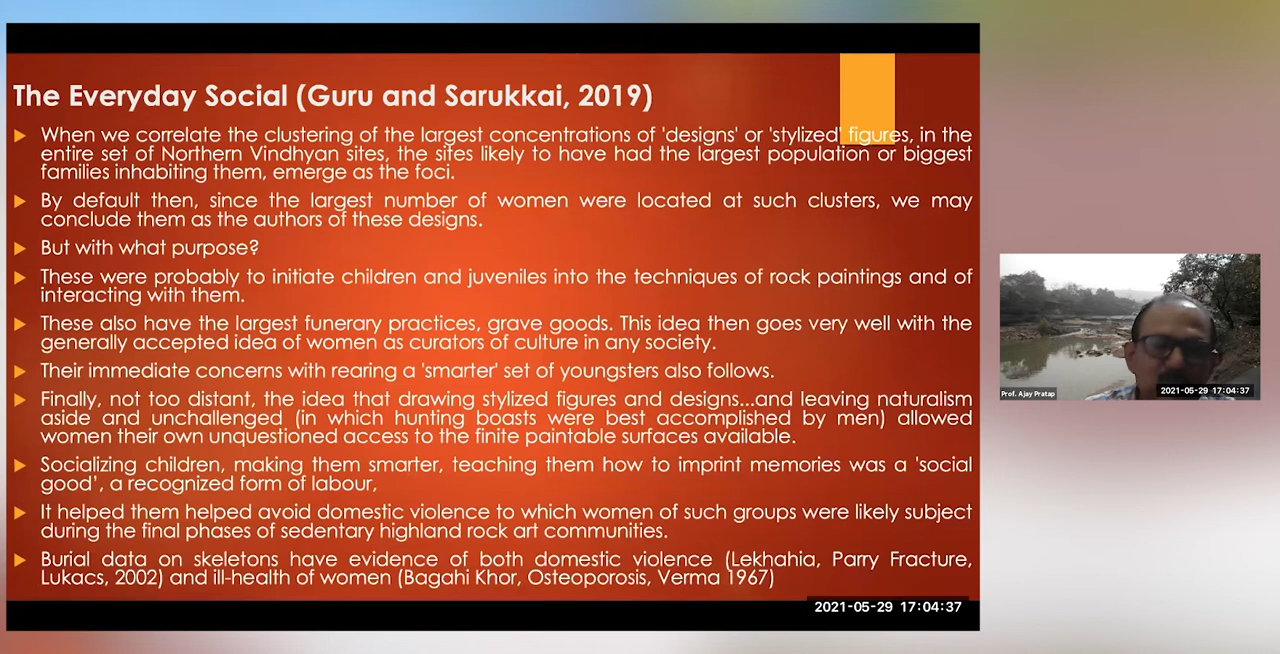 The Everyday Social (Guru and Sarukkai, 2019)
When we correlate the clustering of the largest concentrations of 'designs' or 'stylized' figures, in the
entire set of Northern Vindhyan sites, the sites likely to have had the largest population or biggest
families inhabiting them, emerge as the foci.
By default then, since the largest number of women were located at such clusters, we may
conclude them as the authors of these designs.
But with what purpose?
These were probably to initiate children and juveniles into the techniques of rock paintings and of
interacting with them.
These also have the largest funerary practices, grave goods. This idea then goes very well with the
generally accepted idea of women as curators of culture in any society.
Their immediate concerns with rearing a 'smarter' set of youngsters also follows.
Finally, not too distant, the idea that drawing stylized figures and designs...and leaving naturalism
aside and unchallenged (in which hunting boasts were best accomplished by men) allowed
women their own unquestioned access to the finite paintable surfaces available.
Socializing children, making them smarter, teaching them how to imprint memories was a 'social
good', a recognized form of labour,
It helped them helped avoid domestic violence to which women of such groups were likely subject
during the final phases of sedentary highland rock art communities.
Burial data on skeletons have evidence of both domestic violence (Lekhahia, Parry Fracture,
Lukacs, 2002) and ill-health of women (Bagahi Khor, Osteoporosis, Verma 1967)
2021-05-29 17:04:37
Prof. Ajay Pratap
2021-05-29 17:04:37